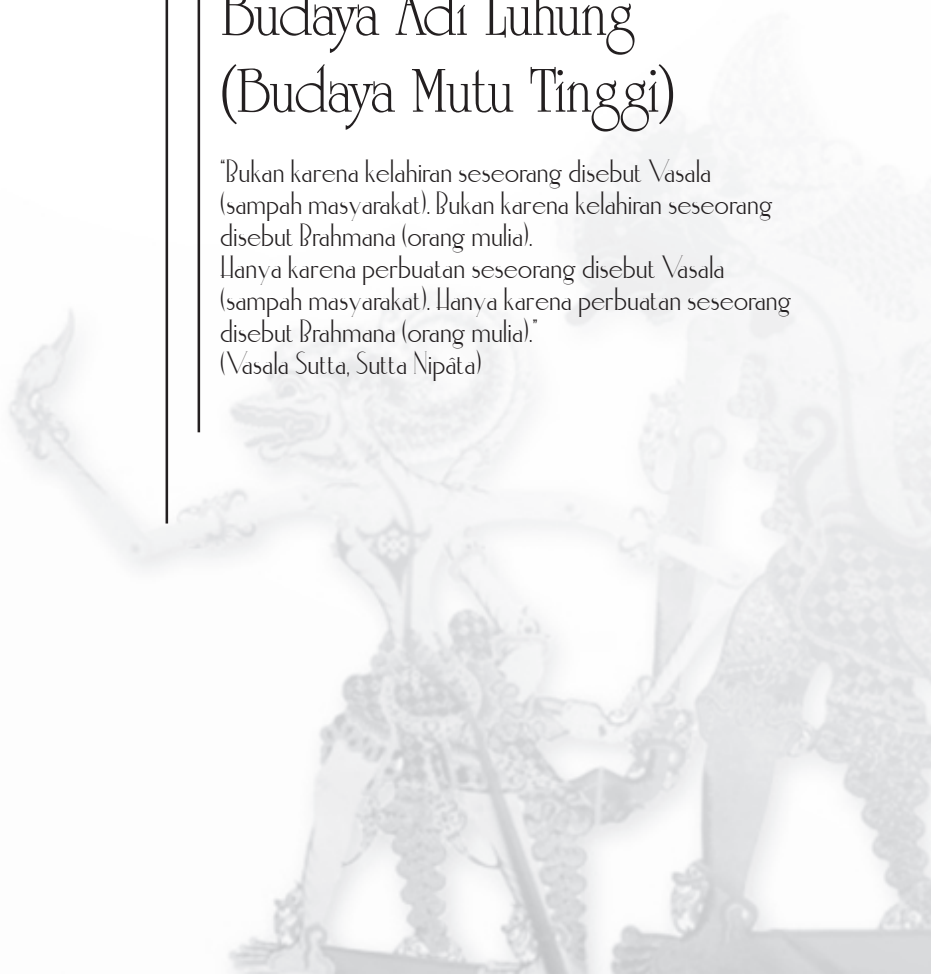 Budaya Adi Luhung
(Budaya Mutu Tinggi)
"Bukan karena kelahiran seseorang disebut Vasala
(sampah masyarakat). Bukan karena kelahiran seseorang
disebut Brahmana (orang mulia).
Hanya karena perbuatan seseorang disebut Vasala
(sampah masyarakat). Hanya karena perbuatan seseorang
disebut Brahmana (orang mulia)."
(Vasala Sutta, Sutta Nipâta)